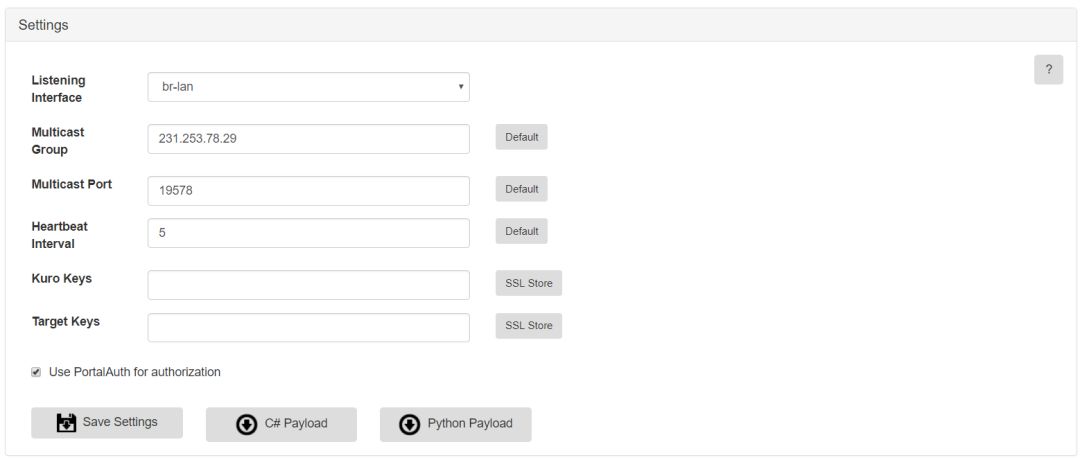 Settings
?
Listening
Interface
br-lan
Multicast
Group
231.253.78.29
Default
Multicast Port
19578
Default
Heartbeat
Interval
5
Default
Kuro Keys
SSL Store
Target Keys
SSL Store
Use PortalAuth for authorization
Save Settings
C# Payload
Python Payload